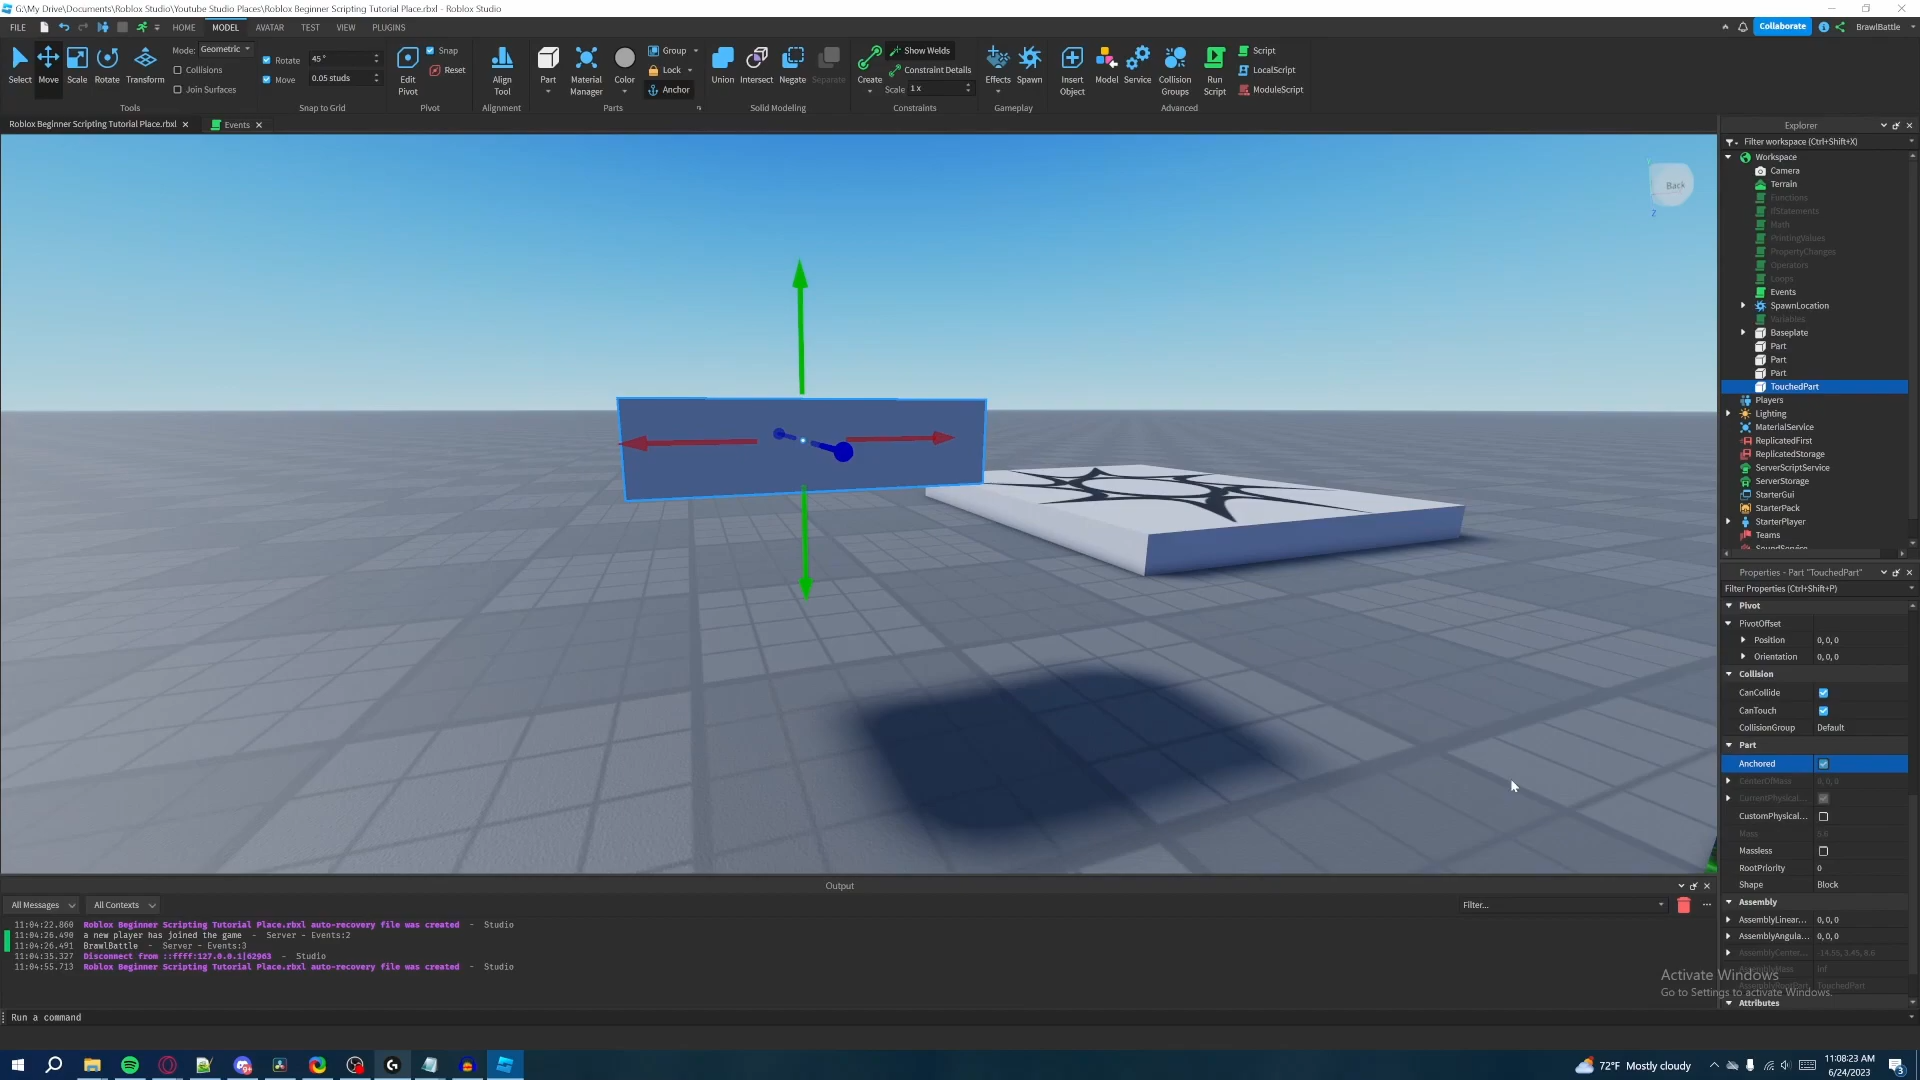 G:\My Drive\Documents\Roblox Studio\Youtube Studio Places\Roblox Beginner Scripting Tutorial Place.rbxl - Roblox Studio
FILE HOME MODEL AVATAR TEST VIEW PLUGINS Collaborate BrawlBattle
Select Move Scale Rotate Transform
Mode: Geometric
Collisions
Join Surfaces
Tools
Rotate 45 °
Move 0.05 studs
Snap to Grid
Edit Pivot
Snap
Reset
Pivot
Align Tool
Alignment
Part
Material Manager
Color
Group
Lock
Anchor
Parts
Union Intersect Negate Separate
Solid Modeling
Create
Show Welds
Constraint Details
Scale 1 x
Constraints
Effects Spawn
Gameplay
Insert Object
Model
Service
Collision Groups
Run Script
Script
LocalScript
ModuleScript
Advanced
Roblox Beginner Scripting Tutorial Place.rbxl Events
Back
Z
Explorer
Filter workspace (Ctrl+Shift+X)
Workspace
Camera
Terrain
Functions
IfStatements
Math
PrintingValues
PropertyChanges
Operators
Loops
Events
SpawnLocation
Variables
Baseplate
Part
Part
Part
TouchedPart
Players
Lighting
MaterialService
ReplicatedFirst
ReplicatedStorage
ServerScriptService
ServerStorage
StarterGui
StarterPack
StarterPlayer
Teams
SoundService
Properties - Part "TouchedPart"
Filter Properties (Ctrl+Shift+P)
Pivot
PivotOffset
Position 0, 0, 0
Orientation 0, 0, 0
Collision
CanCollide
CanTouch
CollisionGroup Default
Part
Anchored
CenterOfMass 0, 0, 0
CurrentPhysical...
CustomPhysical...
Mass 5.6
Massless
RootPriority 0
Shape Block
Assembly
AssemblyLinear... 0, 0, 0
AssemblyAngula... 0, 0, 0
AssemblyCenter... -14.55, 3.45, 8.6
AssemblyMass Inf
AssemblyRootPart TouchedPart
Attributes
Activate Windows
Go to Settings to activate Windows.
Output
All Messages All Contexts Filter...
11:04:22.860 Roblox Beginner Scripting Tutorial Place.rbxl auto-recovery file was created - Studio
11:04:26.490 a new player has joined the game - Server - Events:2
11:04:26.491 BrawlBattle - Server - Events:3
11:04:35.327 Disconnect from ::ffff:127.0.0.1|62963 - Studio
11:04:55.713 Roblox Beginner Scripting Tutorial Place.rbxl auto-recovery file was created - Studio
Run a command
72°F Mostly cloudy
11:08:23 AM
6/24/2023
3